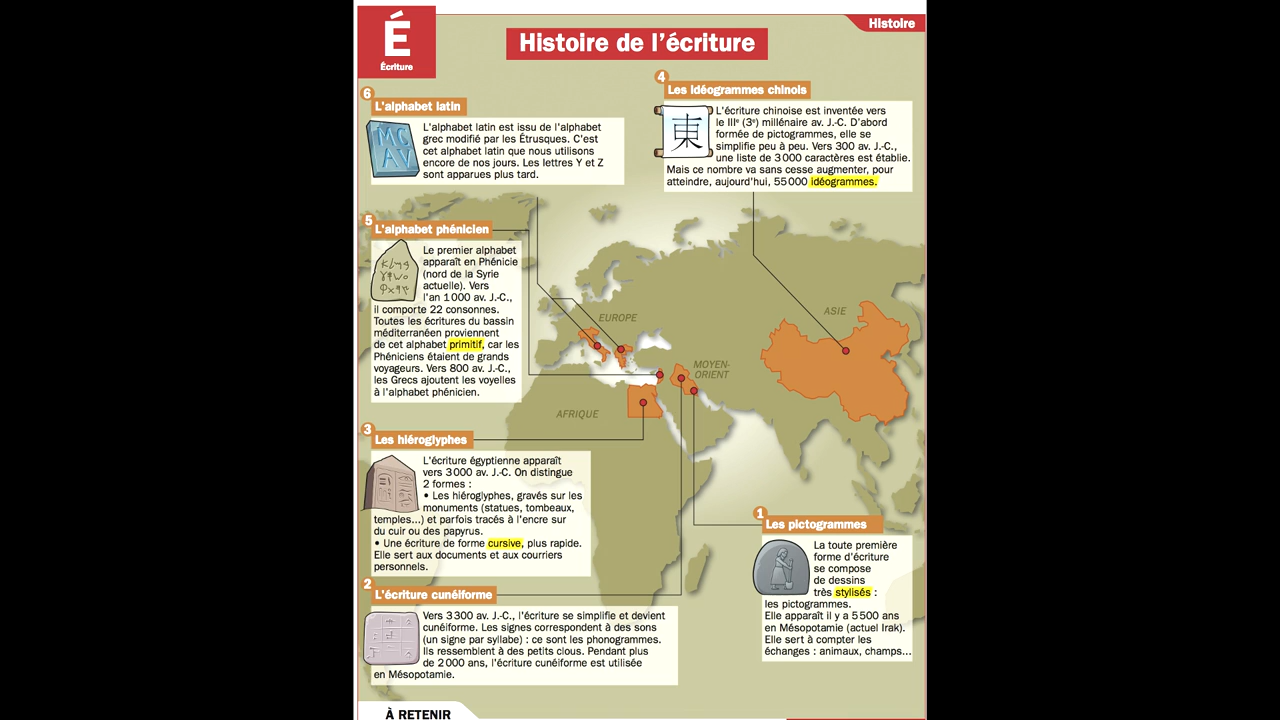 É
Écriture
Histoire
Histoire de l'écriture
6
L'alphabet latin
MC
AV
L'alphabet latin est issu de l'alphabet
grec modifié par les Étrusques. C'est
cet alphabet latin que nous utilisons
encore de nos jours. Les lettres Y et Z
sont apparues plus tard.
4
Les idéogrammes chinois
東
L'écriture chinoise est inventée vers
le IIIᵉ (3ᵉ) millénaire av. J.-C. D'abord
formée de pictogrammes, elle se
simplifie peu à peu. Vers 300 av. J.-C.,
une liste de 3 000 caractères est établie.
Mais ce nombre va sans cesse augmenter, pour
atteindre, aujourd'hui, 55 000 idéogrammes.
5
L'alphabet phénicien
Le premier alphabet
apparaît en Phénicie
(nord de la Syrie
actuelle). Vers
l'an 1 000 av. J.-C.,
il comporte 22 consonnes.
Toutes les écritures du bassin
méditerranéen proviennent
de cet alphabet primitif, car les
Phéniciens étaient de grands
voyageurs. Vers 800 av. J.-C.,
les Grecs ajoutent les voyelles
à l'alphabet phénicien.
EUROPE
ASIE
MOYEN-
ORIENT
AFRIQUE
3
Les hiéroglyphes
L'écriture égyptienne apparaît
vers 3 000 av. J.-C. On distingue
2 formes :
• Les hiéroglyphes, gravés sur les
monuments (statues, tombeaux,
temples...) et parfois tracés à l'encre sur
du cuir ou des papyrus.
• Une écriture de forme cursive, plus rapide.
Elle sert aux documents et aux courriers
personnels.
2
L'écriture cunéiforme
Vers 3 300 av. J.-C., l'écriture se simplifie et devient
cunéiforme. Les signes correspondent à des sons
(un signe par syllabe) : ce sont les phonogrammes.
Ils ressemblent à des petits clous. Pendant plus
de 2 000 ans, l'écriture cunéiforme est utilisée
en Mésopotamie.
1
Les pictogrammes
La toute première
forme d'écriture
se compose
de dessins
très stylisés :
les pictogrammes.
Elle apparaît il y a 5 500 ans
en Mésopotamie (actuel Irak).
Elle sert à compter les
échanges : animaux, champs...
À RETENIR